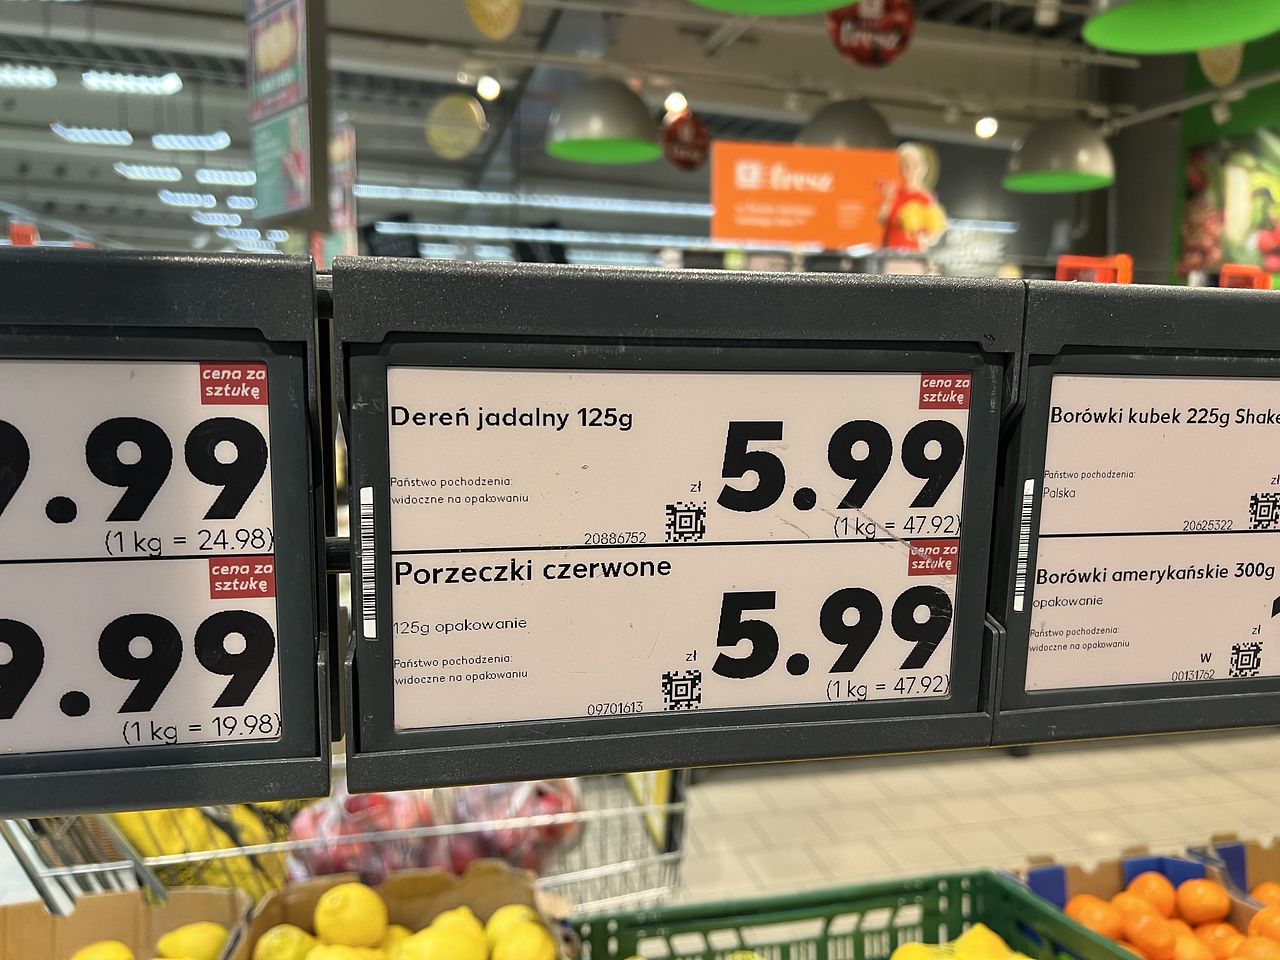 cena za
sztukę
9.99
(1 kg = 24.98)
cena za
sztukę
9.99
(1 kg = 19.98)
cena za
sztukę
Dereń jadalny 125g
5.99
Państwo pochodzenia:
widoczne na opakowaniu
zł
20886752
(1 kg = 47.92)
cena za
sztukę
Porzeczki czerwone
5.99
125g opakowanie
Państwo pochodzenia:
widoczne na opakowaniu
zł
09701613
(1 kg = 47.92)
Borówki kubek 225g Shake
Państwo pochodzenia:
Polska
zł
20625322
Borówki amerykańskie 300g
opakowanie
Państwo pochodzenia:
widoczne na opakowaniu
zł
W
00131762